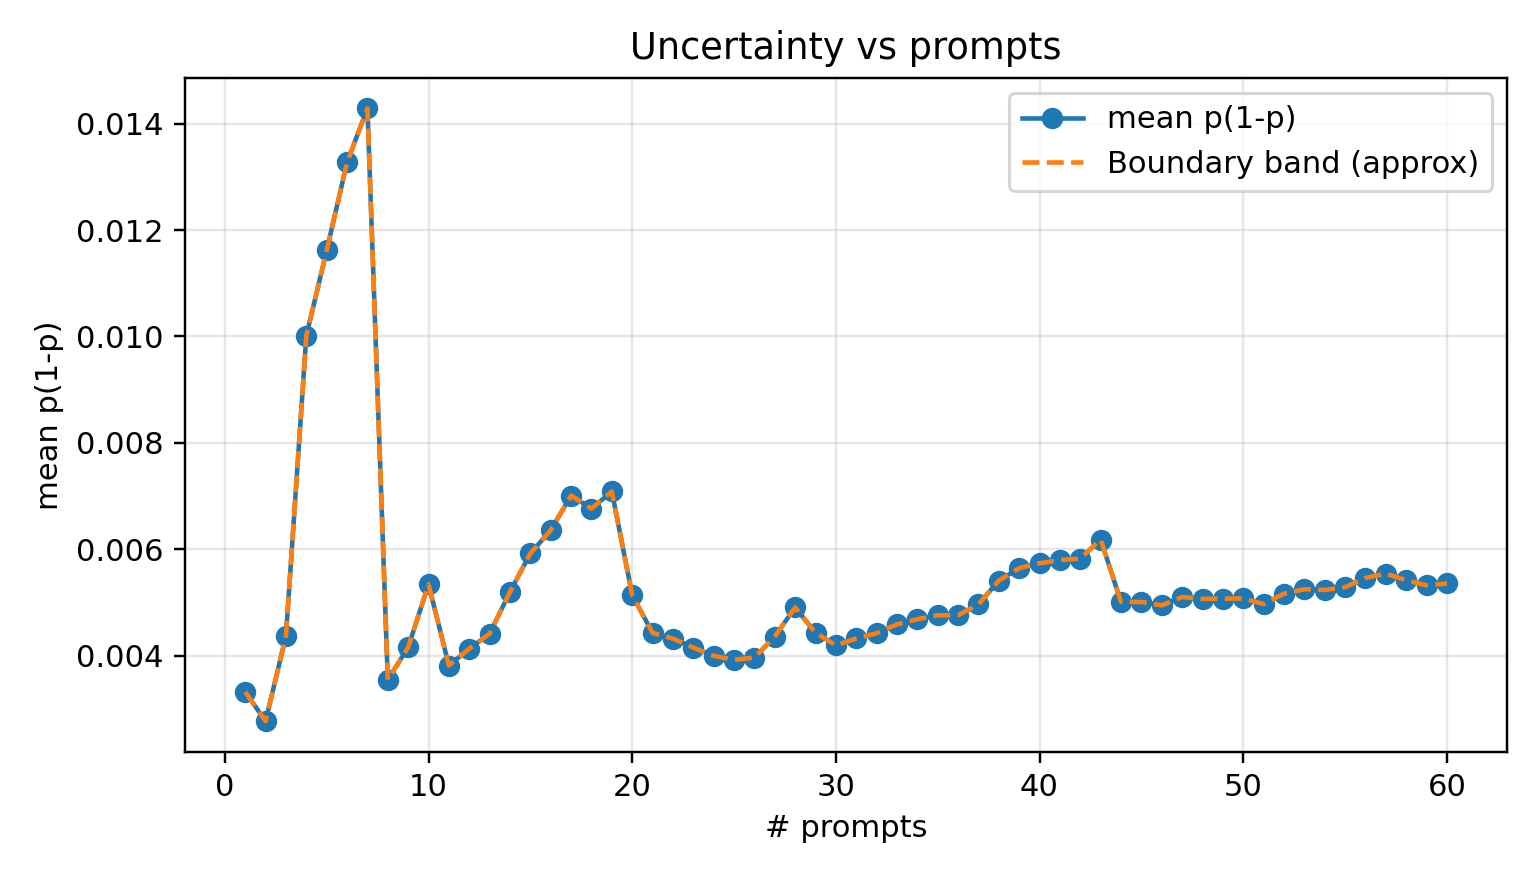 Uncertainty vs prompts
mean p(1-p)
Boundary band (approx)
mean p(1-p)
0.014
0.012
0.010
0.008
0.006
0.004
0 10 20 30 40 50 60
# prompts